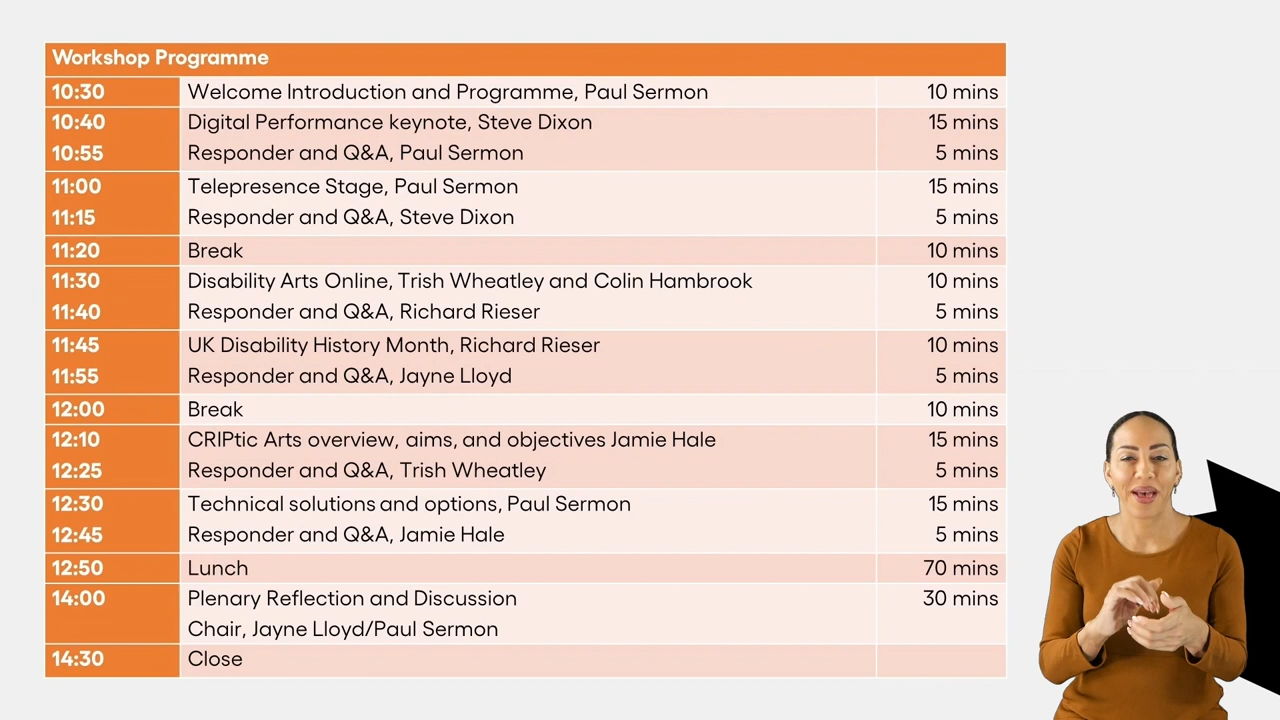 Workshop Programme
10:30 Welcome Introduction and Programme, Paul Sermon 10 mins
10:40 Digital Performance keynote, Steve Dixon 15 mins
10:55 Responder and Q&A, Paul Sermon 5 mins
11:00 Telepresence Stage, Paul Sermon 15 mins
11:15 Responder and Q&A, Steve Dixon 5 mins
11:20 Break 10 mins
11:30 Disability Arts Online, Trish Wheatley and Colin Hambrook 10 mins
11:40 Responder and Q&A, Richard Rieser 5 mins
11:45 UK Disability History Month, Richard Rieser 10 mins
11:55 Responder and Q&A, Jayne Lloyd 5 mins
12:00 Break 10 mins
12:10 CRIPtic Arts overview, aims, and objectives Jamie Hale 15 mins
12:25 Responder and Q&A, Trish Wheatley 5 mins
12:30 Technical solutions and options, Paul Sermon 15 mins
12:45 Responder and Q&A, Jamie Hale 5 mins
12:50 Lunch 70 mins
14:00 Plenary Reflection and Discussion 30 mins
Chair, Jayne Lloyd/Paul Sermon
14:30 Close